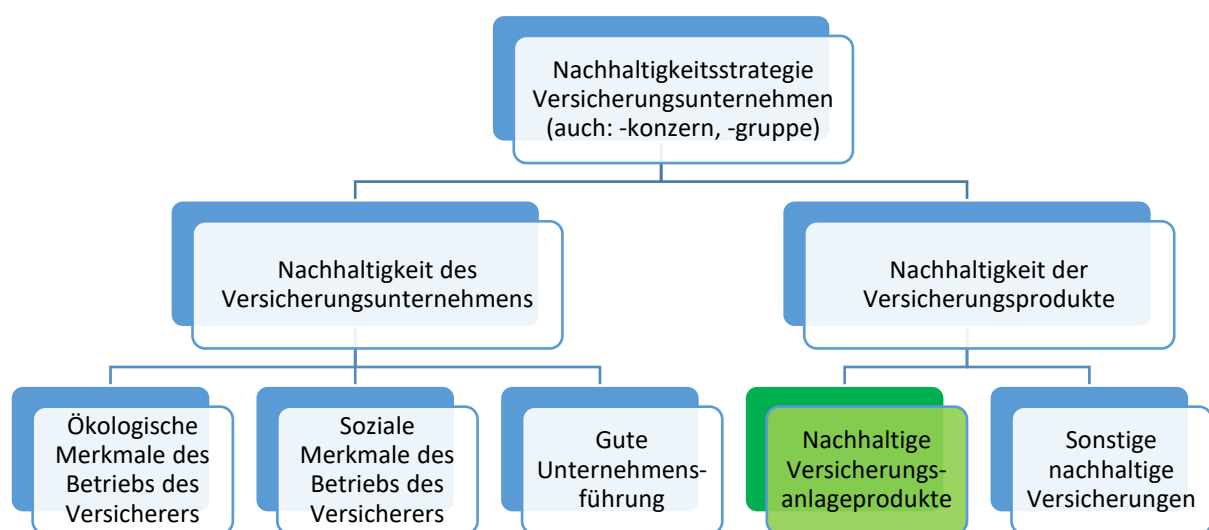 Nachhaltigkeitsstrategie
Versicherungsunternehmen
(auch: -konzern, -gruppe)
Nachhaltigkeit des
Versicherungsunternehmens
Nachhaltigkeit der
Versicherungsprodukte
Ökologische
Merkmale des
Betriebs des
Versicherers
Soziale
Merkmale des
Betriebs des
Versicherers
Gute
Unternehmens-
führung
Nachhaltige
Versicherungs-
anlageprodukte
Sonstige
nachhaltige
Versicherungen